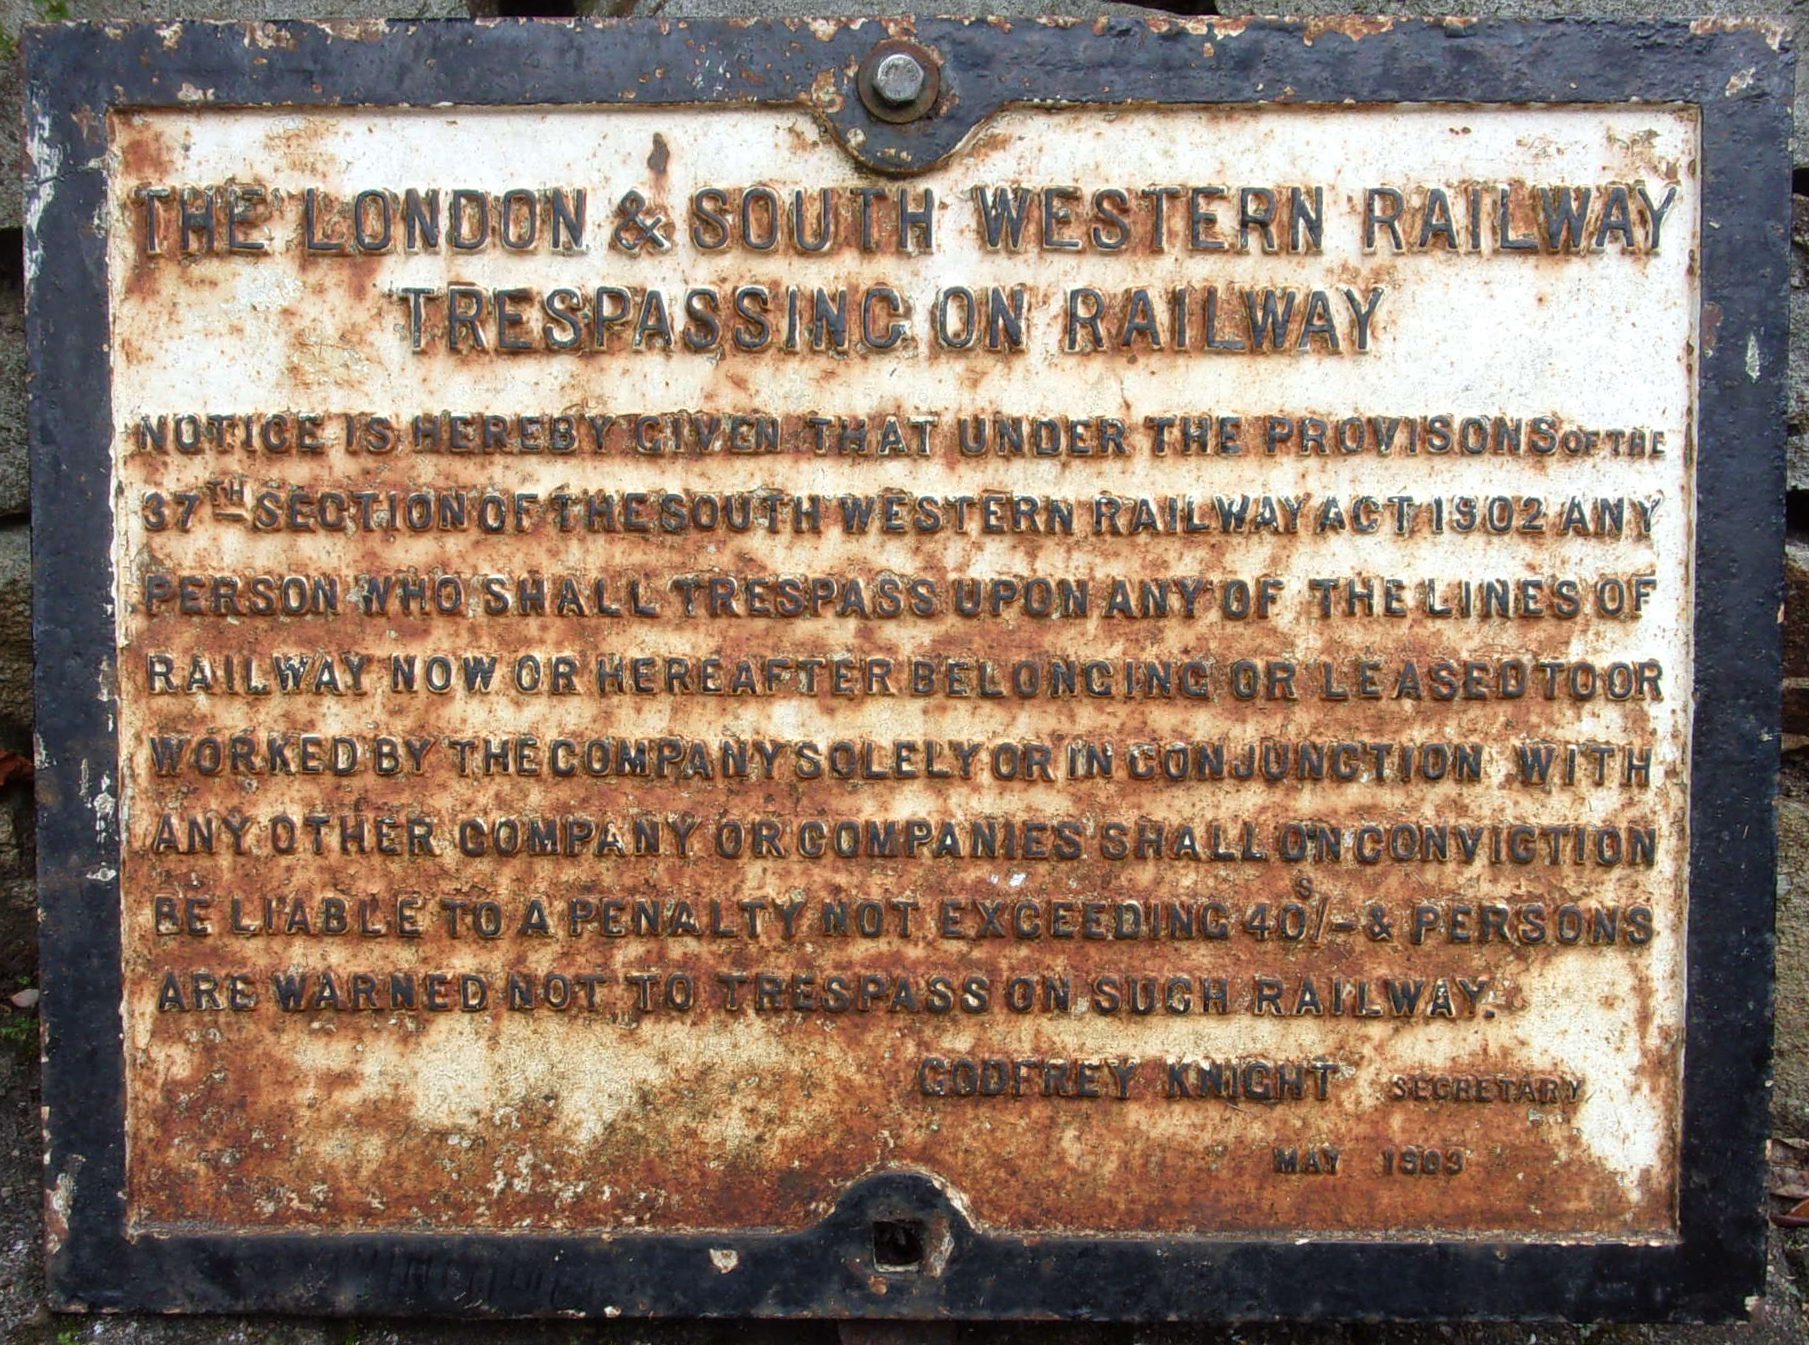 THE LONDON & SOUTH WESTERN RAILWAY
TRESPASSING ON RAILWAY
NOTICE IS HEREBY GIVEN THAT UNDER THE PROVISONS OF THE
37TH SECTION OF THE SOUTH WESTERN RAILWAY ACT 1902 ANY
PERSON WHO SHALL TRESPASS UPON ANY OF THE LINES OF
RAILWAY NOW OR HEREAFTER BELONGING OR LEASED TO OR
WORKED BY THE COMPANY SOLELY OR IN CONJUNCTION WITH
ANY OTHER COMPANY OR COMPANIES SHALL ON CONVICTION
BE LIABLE TO A PENALTY NOT EXCEEDING 40S/- & PERSONS
ARE WARNED NOT TO TRESPASS ON SUCH RAILWAY.
GODFREY KNIGHT SECRETARY
MAY 1903